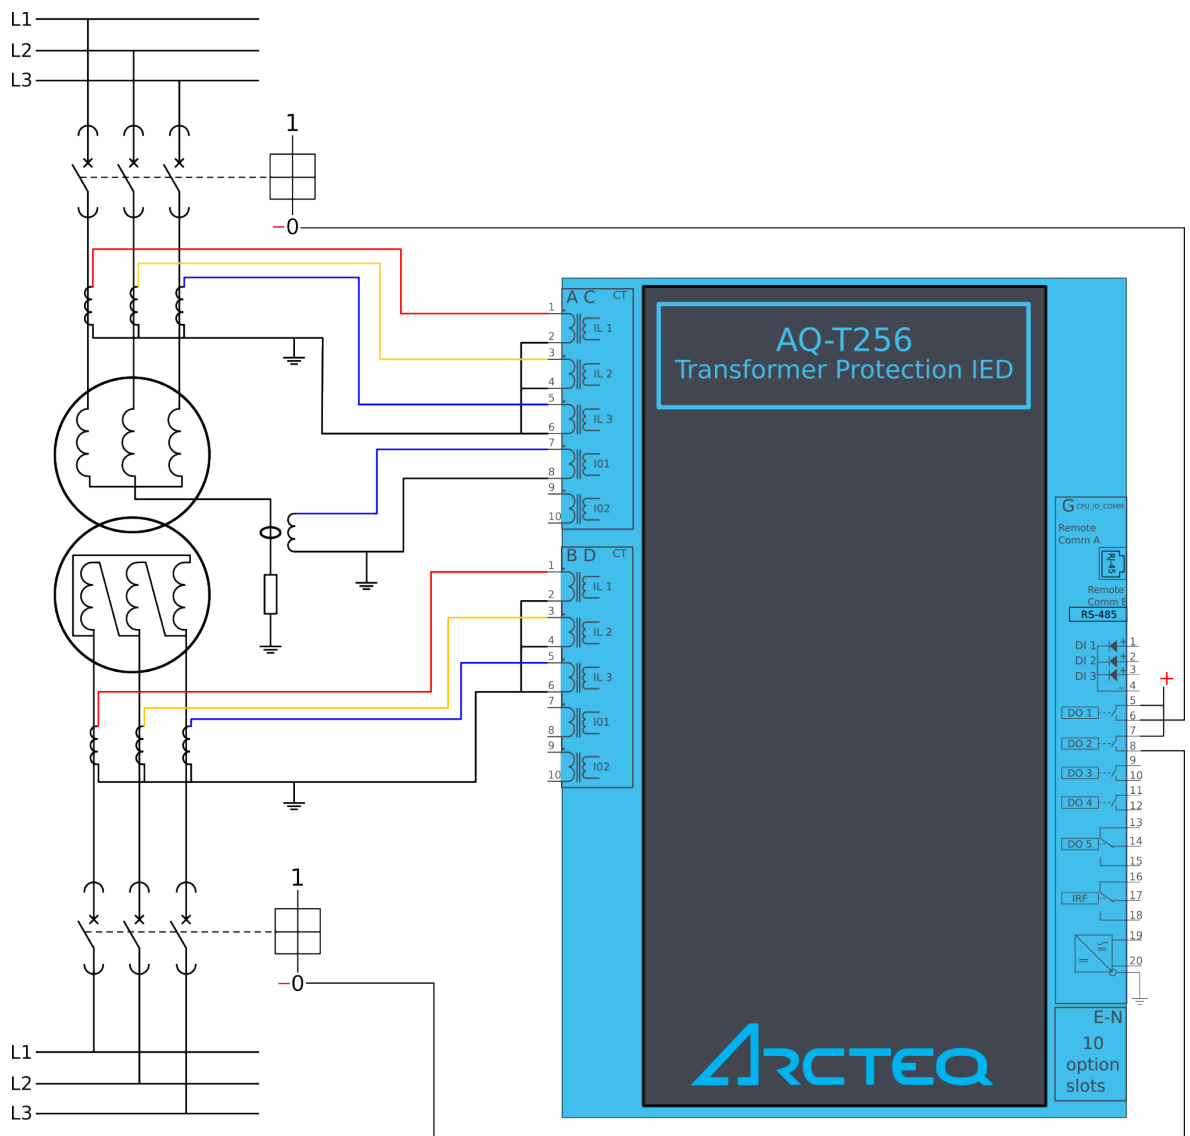 L1
L2
L3
1
−0
A C CT
1
IL 1
2
3
IL 2
4
5
IL 3
6
7
I01
8
9
I02
10
B D CT
1
IL 1
2
3
IL 2
4
5
IL 3
6
7
I01
8
9
I02
10
AQ-T256
Transformer Protection IED
ARCTEQ
G CPU_IO_COMM
Remote
Comm A
RJ-45
Remote
Comm B
RS-485
DI 1 + 1
DI 2 + 2
DI 3 + 3
− 4
+
5
DO 1 6
7
DO 2 8
9
DO 3 10
11
DO 4 12
13
DO 5 14
15
16
IRF 17
18
19
20
E-N
10
option
slots
1
−0
L1
L2
L3